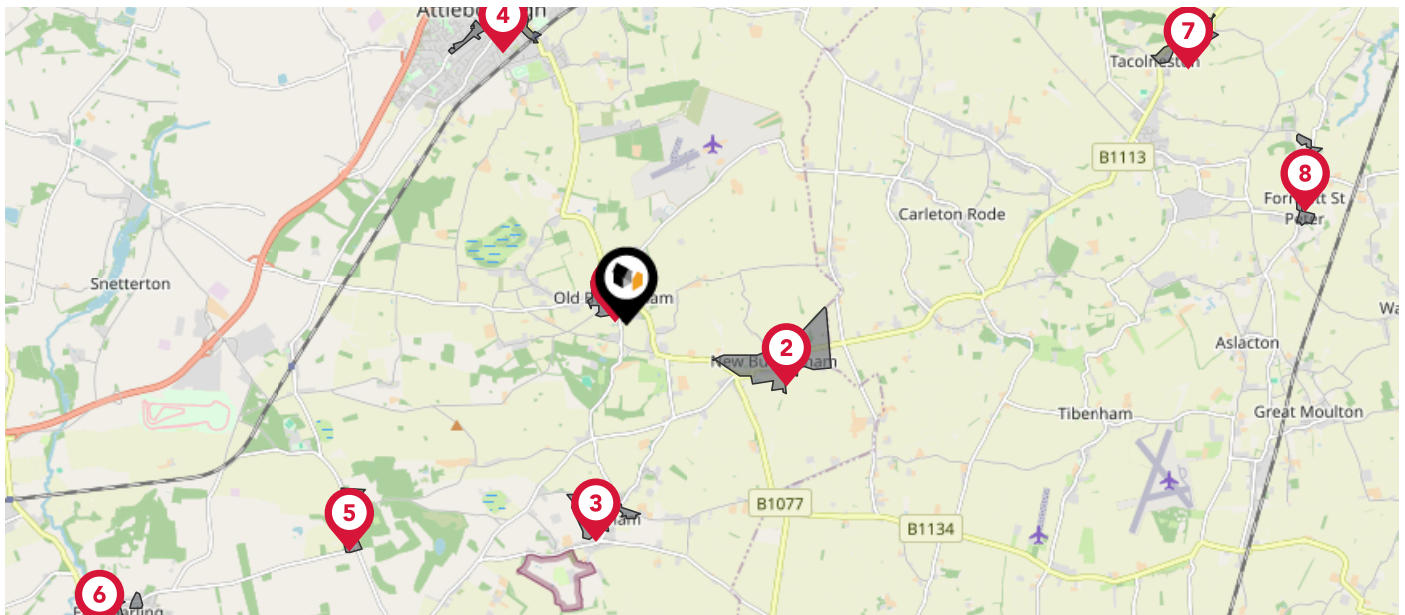 4
7
Tacolneston
B1113
8
Carleton Rode
Snetterton
2
Aslacton
Tibenham
Great Moulton
3
B1077
5
B1134
6